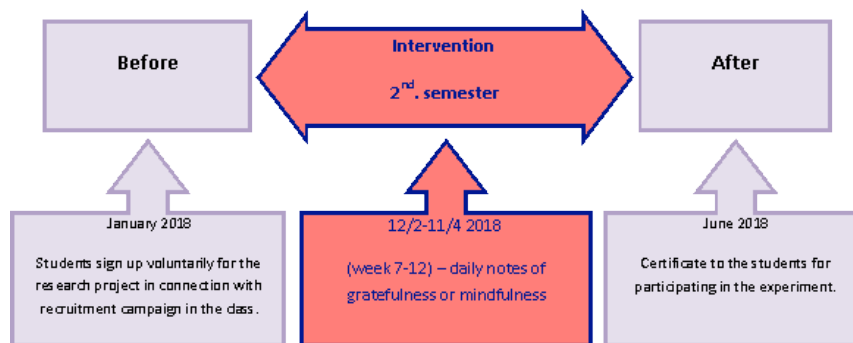 Before
Intervention
2nd. semester
After
January 2018
Students sign up voluntarily for the
research project in connection with
recruitment campaign in the class.
12/2-11/4 2018
(week 7-12) – daily notes of
gratefulness or mindfulness
June 2018
Certificate to the students for
participating in the experiment.